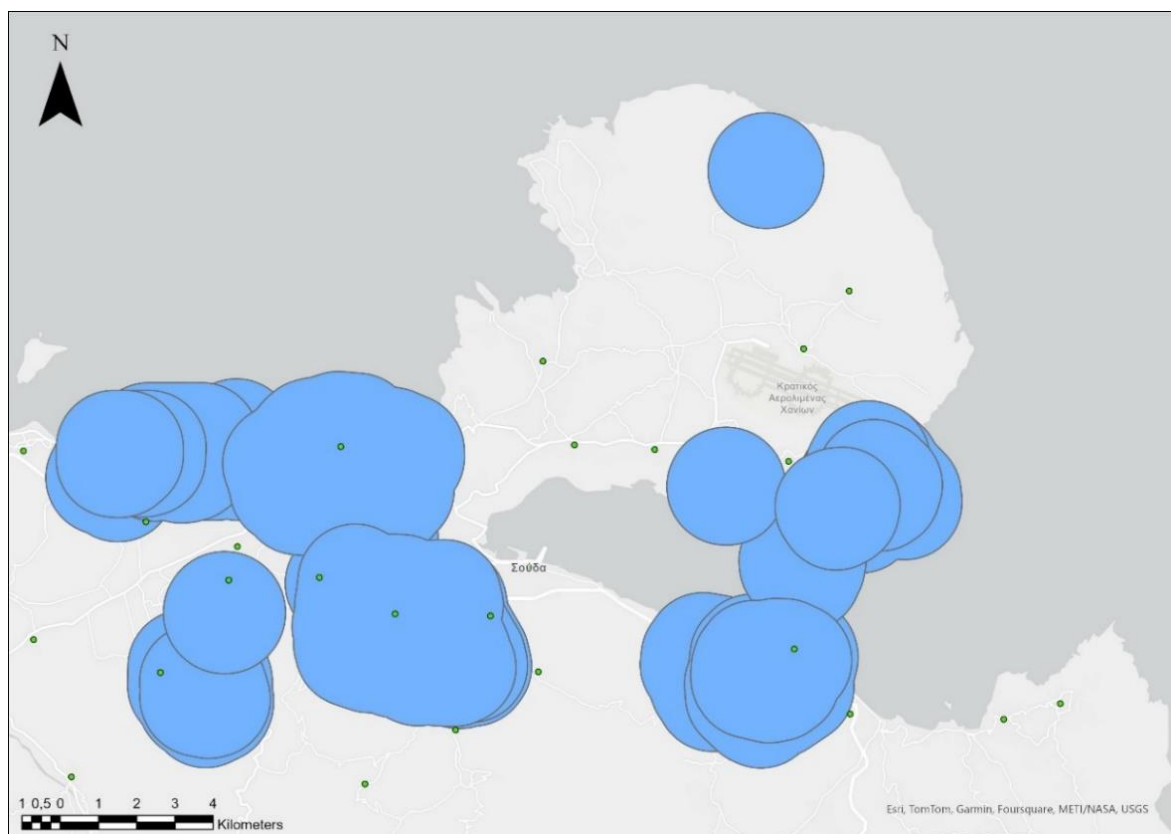 N
Κρατικός
Αερολιμένας
Χανίων
Σούδα
1 0,5 0 1 2 3 4
Kilometers
Esri, TomTom, Garmin, Foursquare, METI/NASA, USGS